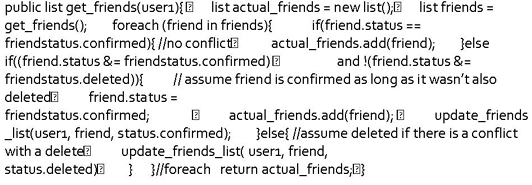 public list get_friends(user1){ list actual_friends = new list(); list friends =
get_friends(); foreach (friend in friends){ if(friend.status ==
friendstatus.confirmed){ //no conflict actual_friends.add(friend); }else
if((friend.status &= friendstatus.confirmed) and !(friend.status &=
friendstatus.deleted)){ // assume friend is confirmed as long as it wasn't also
deleted friend.status =
friendstatus.confirmed; actual_friends.add(friend); update_friends
_list(user1, friend, status.confirmed); }else{ //assume deleted if there is a conflict
with a delete update_friends_list( user1, friend,
status.deleted) } }//foreach return actual_friends; }